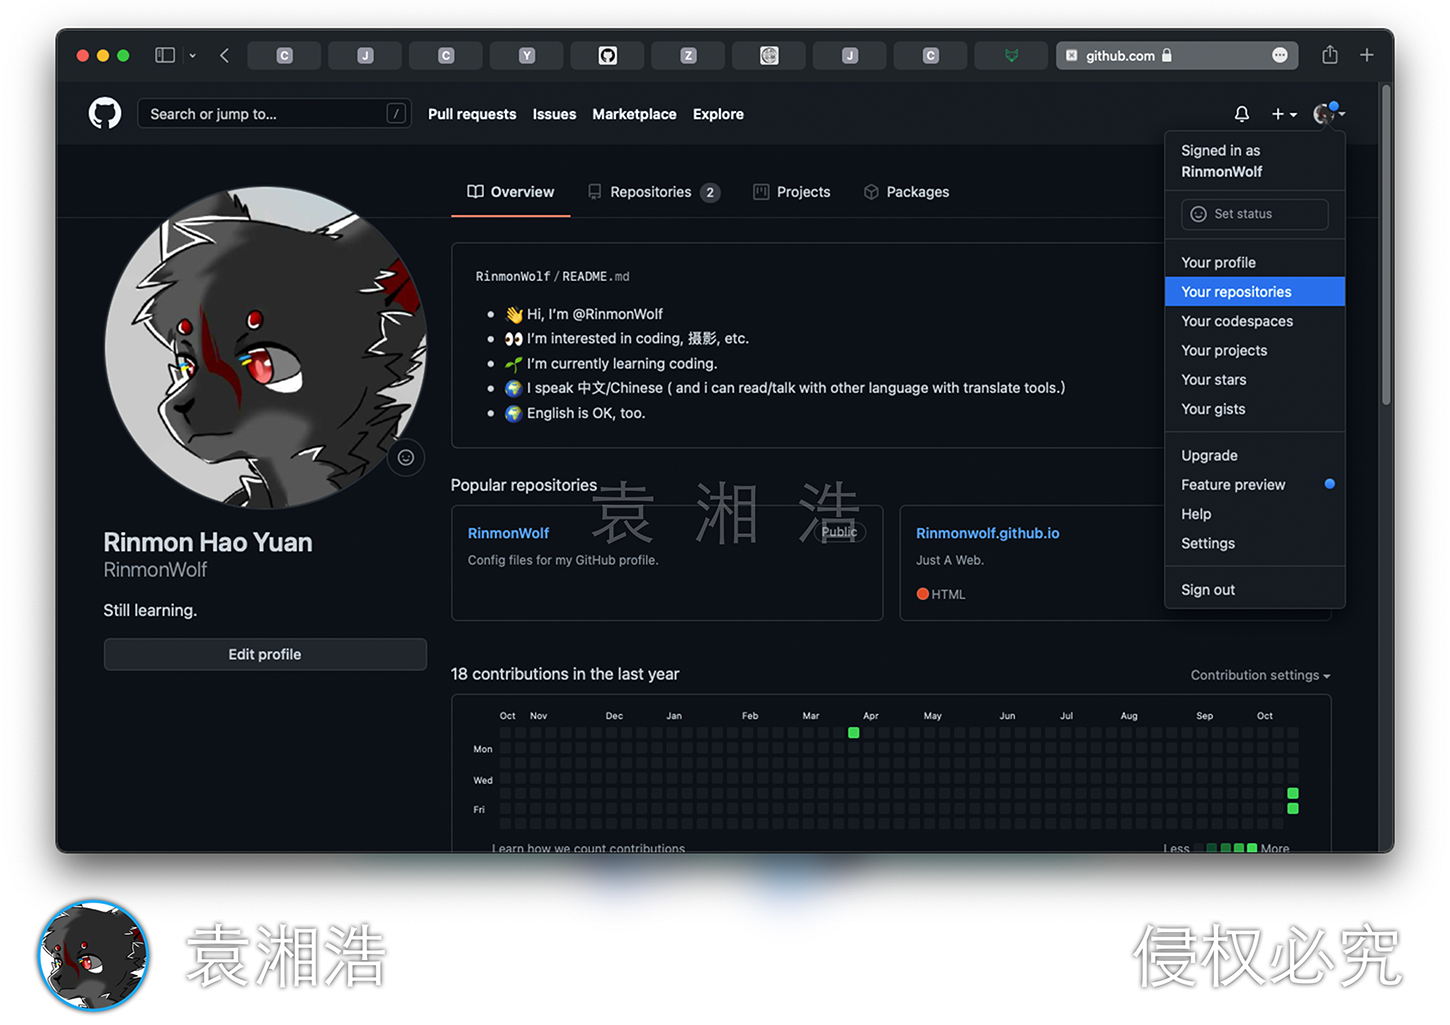 C J C Y Z J C github.com
Search or jump to... /
Pull requests Issues Marketplace Explore
Signed in as
RinmonWolf
Set status
Your profile
Your repositories
Your codespaces
Your projects
Your stars
Your gists
Upgrade
Feature preview
Help
Settings
Sign out
Overview Repositories 2 Projects Packages
RinmonWolf/README.md
👋 Hi, I’m @RinmonWolf
👀 I’m interested in coding, 摄影, etc.
🌱 I’m currently learning coding.
🌍 I speak 中文/Chinese ( and i can read/talk with other language with translate tools.)
🌍 English is OK, too.
Rinmon Hao Yuan
RinmonWolf
Still learning.
Edit profile
Popular repositories
袁湘浩
RinmonWolf Public
Config files for my GitHub profile.
Rinmonwolf.github.io
Just A Web.
HTML
18 contributions in the last year
Contribution settings
Oct Nov Dec Jan Feb Mar Apr May Jun Jul Aug Sep Oct
Mon
Wed
Fri
Learn how we count contributions
Less More
袁湘浩
侵权必究